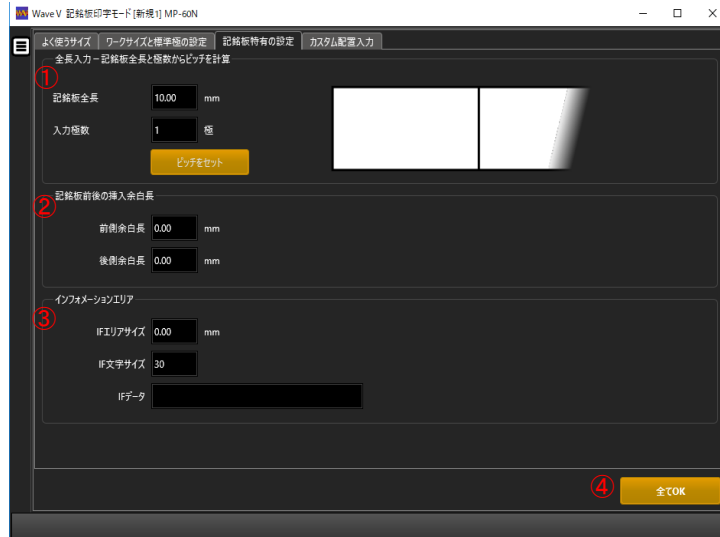 Wave V 記銘板印字モード [新規1] MP-60N
よく使うサイズ ワークサイズと標準極の設定 記銘板特有の設定 カスタム配置入力
全長入力－記銘板全長と極数からピッチを計算
①
記銘板全長 10.00 mm
入力極数 1 極
ピッチをセット
記銘板前後の挿入余白長
②
前側余白長 0.00 mm
後側余白長 0.00 mm
インフォメーションエリア
③
IFエリアサイズ 0.00 mm
IF文字サイズ 30
IFデータ
④ 全てOK